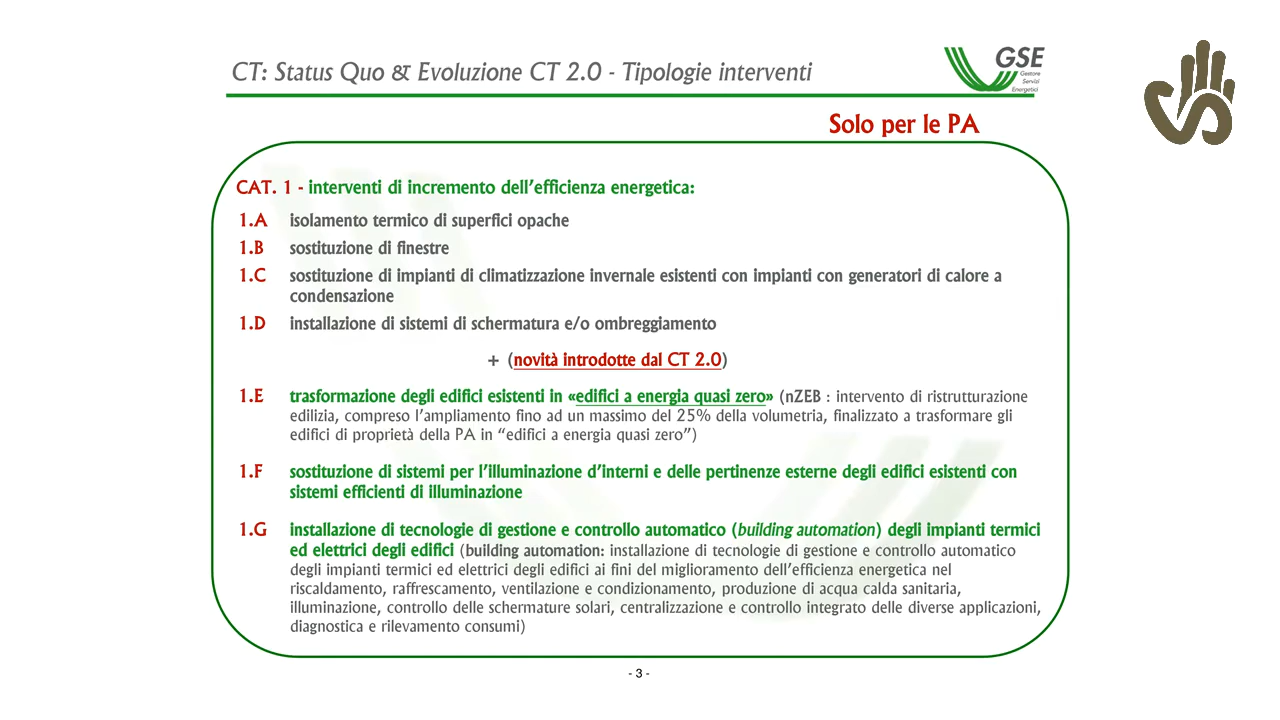 CT: Status Quo & Evoluzione CT 2.0 - Tipologie interventi
GSE
Gestore
Servizi
Energetici
Solo per le PA
CAT. 1 - interventi di incremento dell'efficienza energetica:
1.A isolamento termico di superfici opache
1.B sostituzione di finestre
1.C sostituzione di impianti di climatizzazione invernale esistenti con impianti con generatori di calore a
condensazione
1.D installazione di sistemi di schermatura e/o ombreggiamento
+ (novità introdotte dal CT 2.0)
1.E trasformazione degli edifici esistenti in «edifici a energia quasi zero» (nZEB : intervento di ristrutturazione
edilizia, compreso l'ampliamento fino ad un massimo del 25% della volumetria, finalizzato a trasformare gli
edifici di proprietà della PA in "edifici a energia quasi zero")
1.F sostituzione di sistemi per l'illuminazione d'interni e delle pertinenze esterne degli edifici esistenti con
sistemi efficienti di illuminazione
1.G installazione di tecnologie di gestione e controllo automatico (building automation) degli impianti termici
ed elettrici degli edifici (building automation: installazione di tecnologie di gestione e controllo automatico
degli impianti termici ed elettrici degli edifici ai fini del miglioramento dell'efficienza energetica nel
riscaldamento, raffrescamento, ventilazione e condizionamento, produzione di acqua calda sanitaria,
illuminazione, controllo delle schermature solari, centralizzazione e controllo integrato delle diverse applicazioni,
diagnostica e rilevamento consumi)
- 3 -